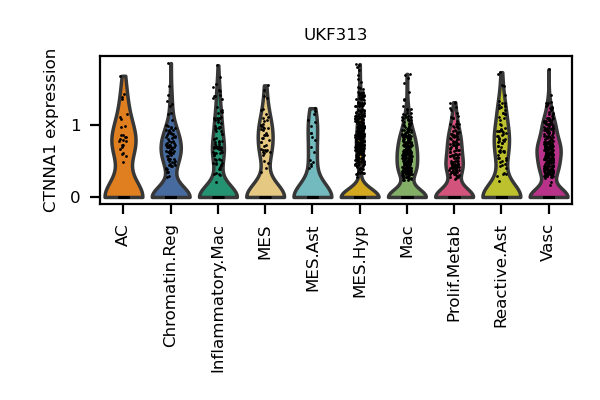 UKF313
CTNNA1 expression
1
0
AC
Chromatin.Reg
Inflammatory.Mac
MES
MES.Ast
MES.Hyp
Mac
Prolif.Metab
Reactive.Ast
Vasc